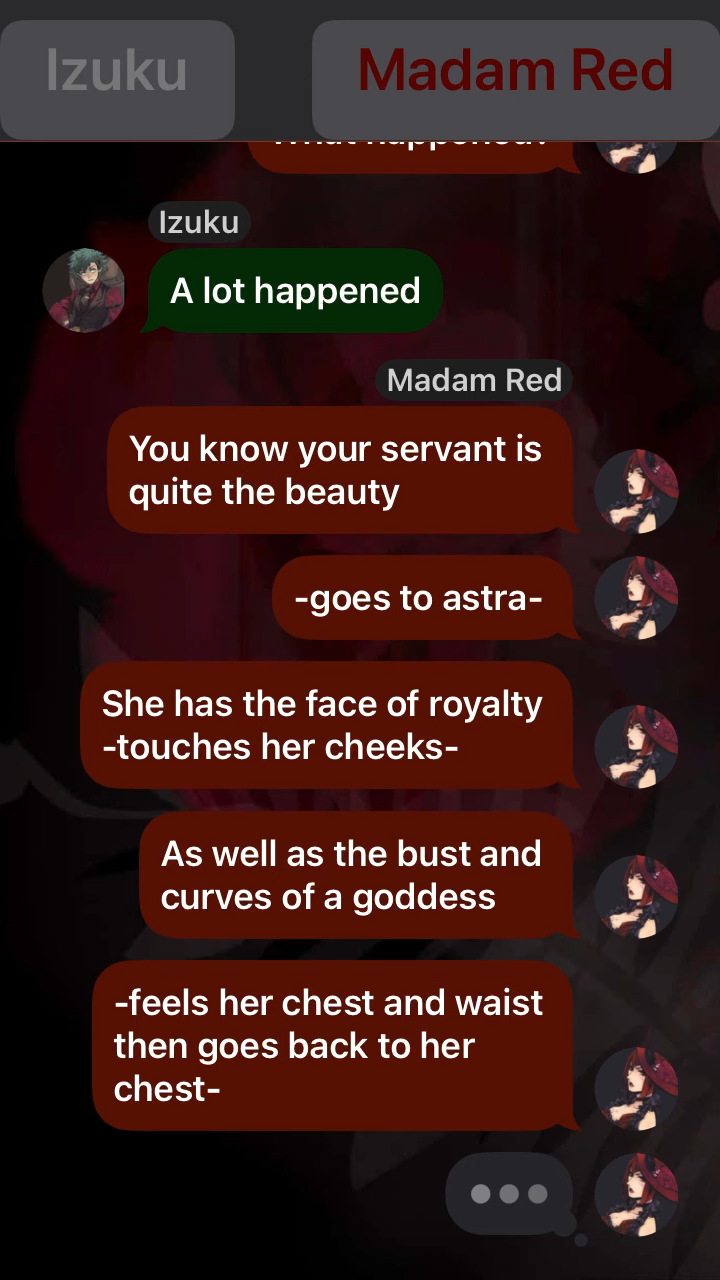 Izuku
Madam Red
What happened?
Izuku
A lot happened
Madam Red
You know your servant is
quite the beauty
-goes to astra-
She has the face of royalty
-touches her cheeks-
As well as the bust and
curves of a goddess
-feels her chest and waist
then goes back to her
chest-